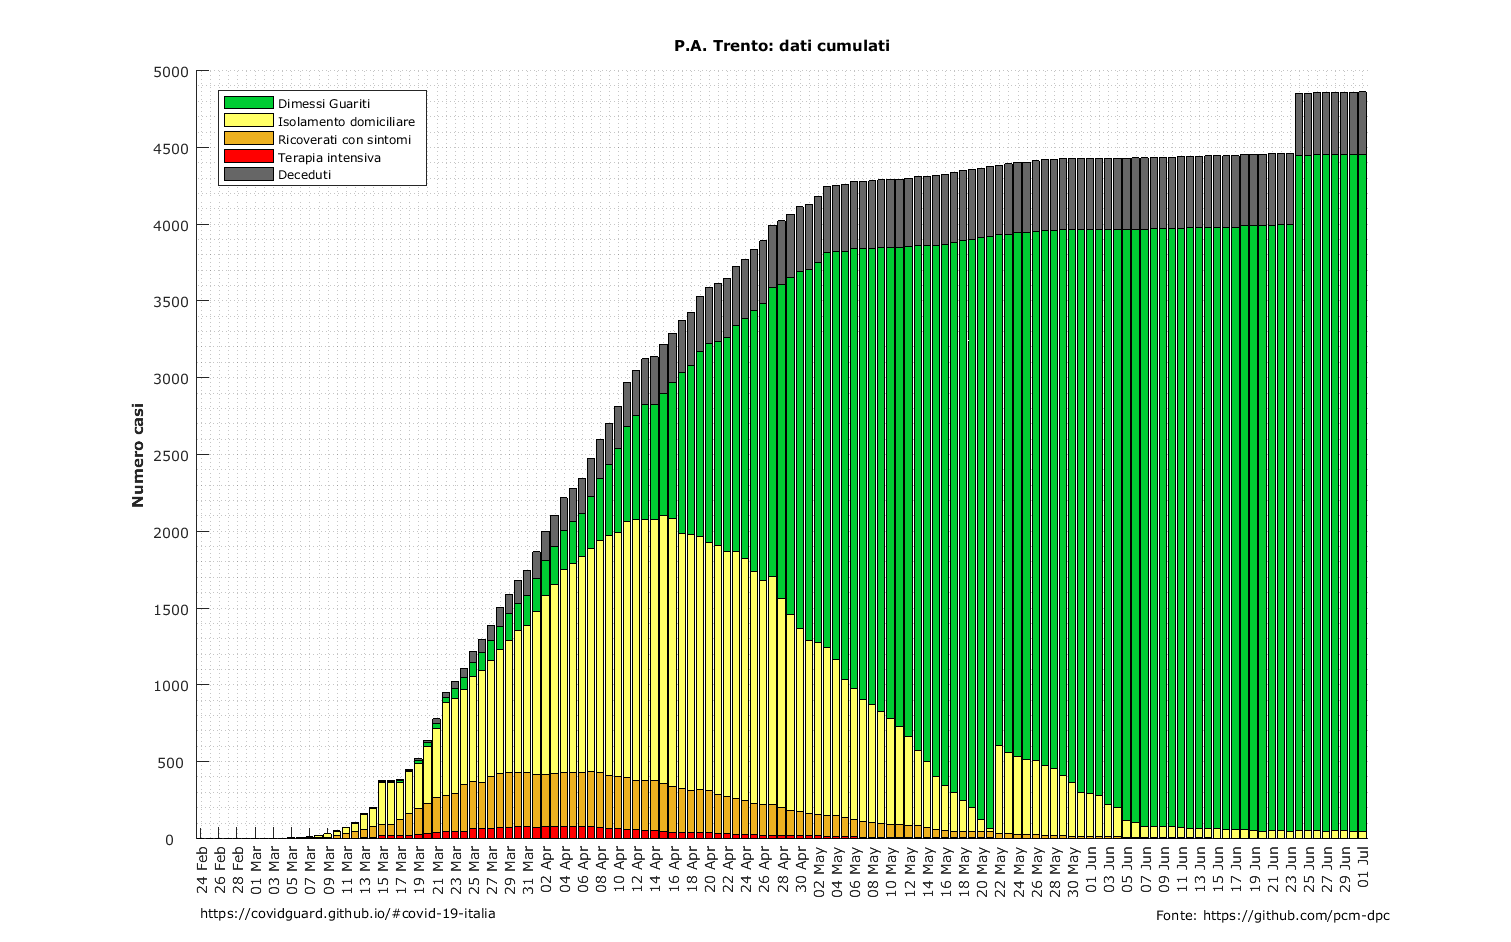 P.A. Trento: dati cumulati
5000
4500
4000
3500
3000
2500
2000
1500
1000
500
0
Numero casi
Dimessi Guariti
Isolamento domiciliare
Ricoverati con sintomi
Terapia intensiva
Deceduti
24 Feb
26 Feb
28 Feb
01 Mar
03 Mar
05 Mar
07 Mar
09 Mar
11 Mar
13 Mar
15 Mar
17 Mar
19 Mar
21 Mar
23 Mar
25 Mar
27 Mar
29 Mar
31 Mar
02 Apr
04 Apr
06 Apr
08 Apr
10 Apr
12 Apr
14 Apr
16 Apr
18 Apr
20 Apr
22 Apr
24 Apr
26 Apr
28 Apr
30 Apr
02 May
04 May
06 May
08 May
10 May
12 May
14 May
16 May
18 May
20 May
22 May
24 May
26 May
28 May
30 May
01 Jun
03 Jun
05 Jun
07 Jun
09 Jun
11 Jun
13 Jun
15 Jun
17 Jun
19 Jun
21 Jun
23 Jun
25 Jun
27 Jun
29 Jun
01 Jul
https://covidguard.github.io/#covid-19-italia
Fonte: https://github.com/pcm-dpc